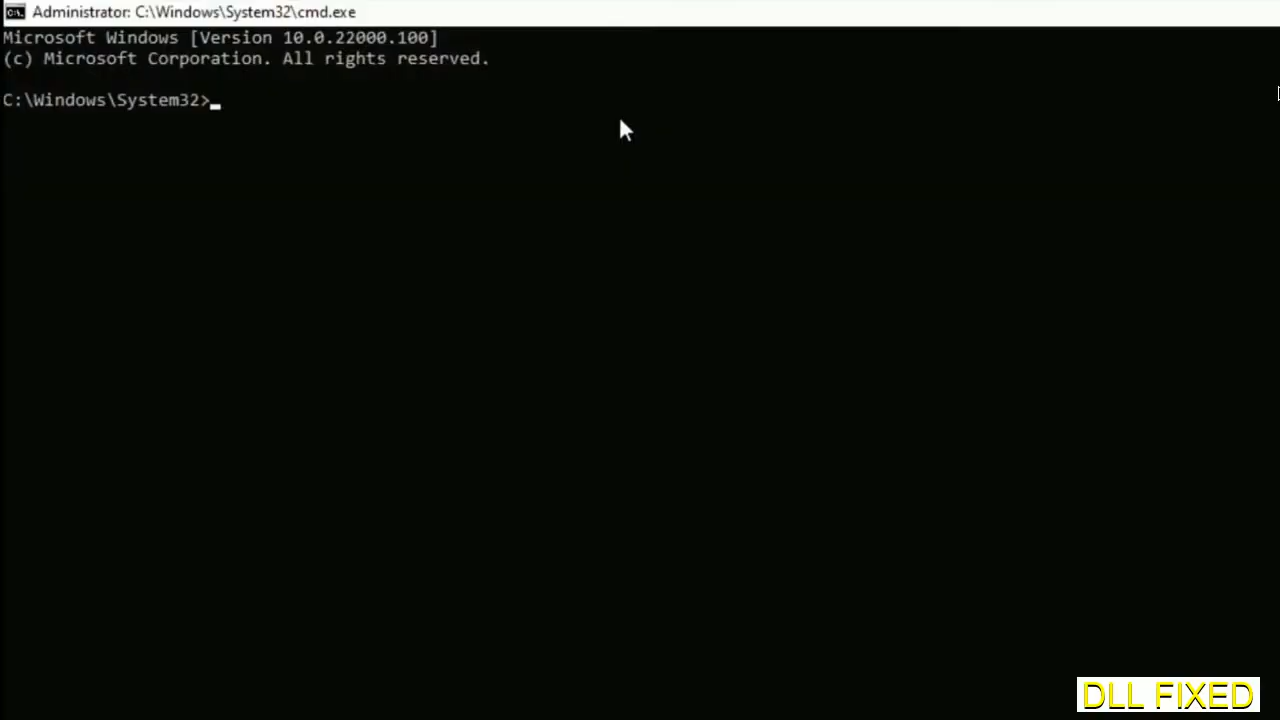 Administrator: C:\Windows\System32\cmd.exe
Microsoft Windows [Version 10.0.22000.100]
(c) Microsoft Corporation. All rights reserved.
C:\Windows\System32>
DLL FIXED